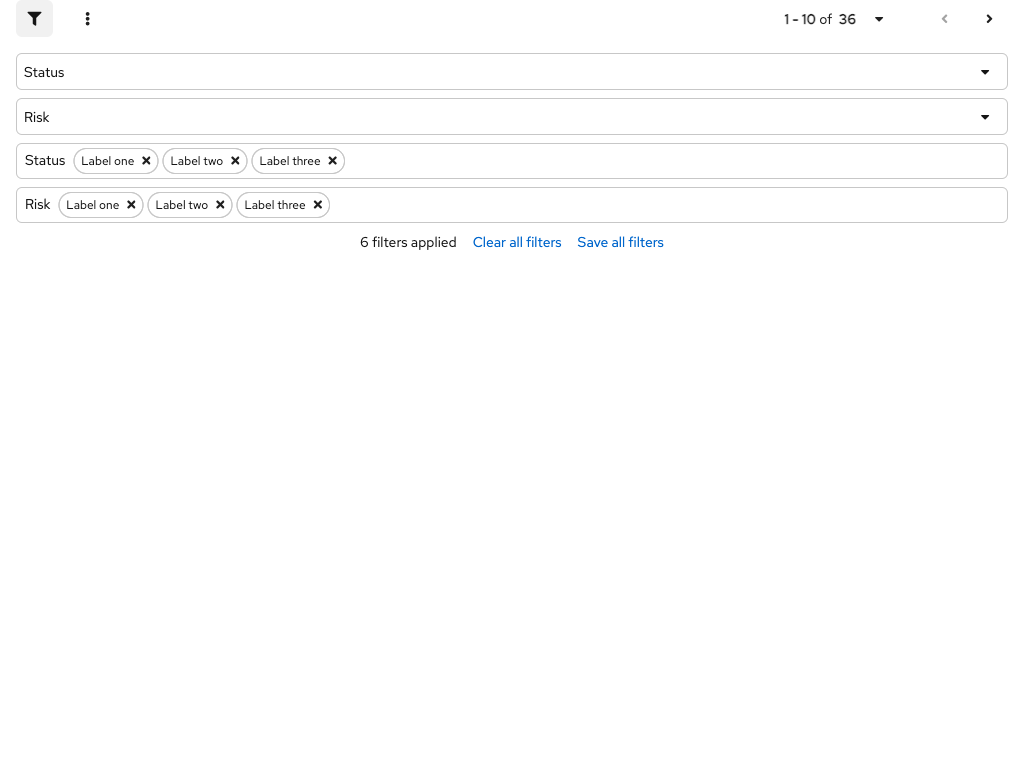 1 - 10 of 36
Status
Risk
Status Label one Label two Label three
Risk Label one Label two Label three
6 filters applied Clear all filters Save all filters